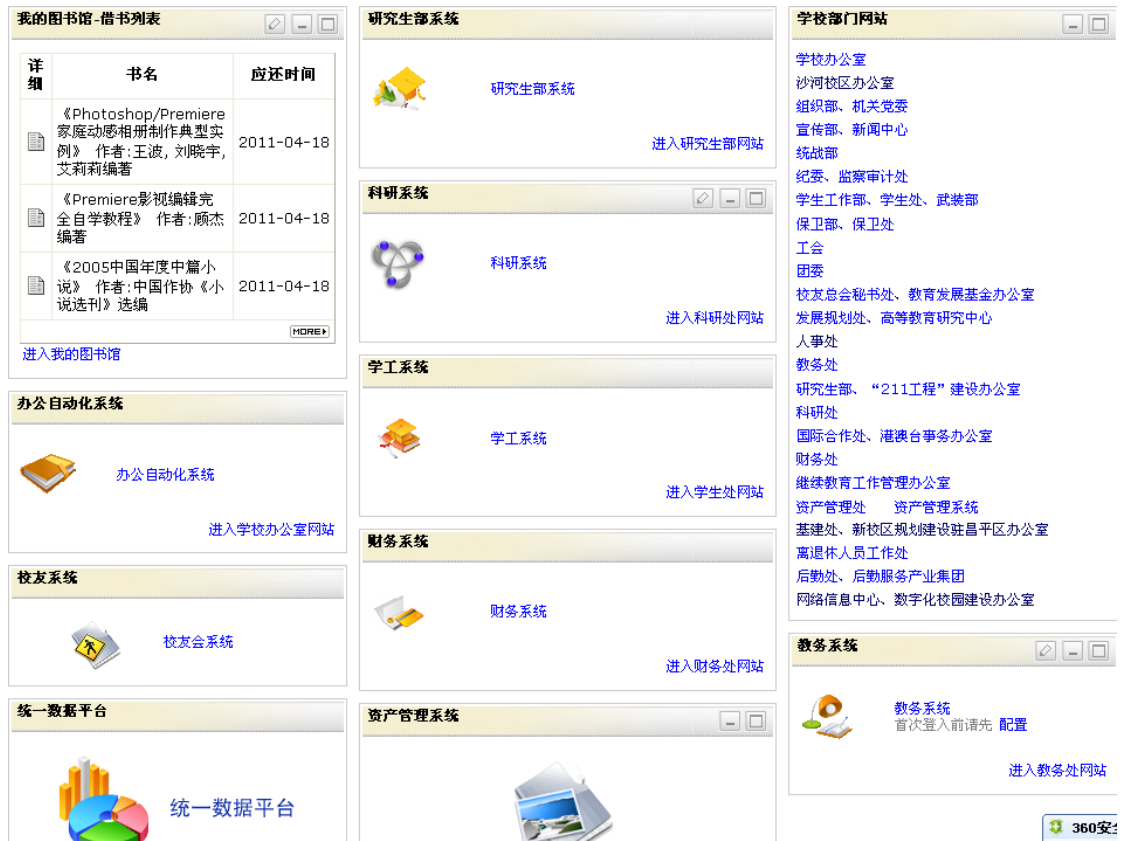 我的图书馆-借书列表
详细
书名
应还时间
《Photoshop/Premiere
家庭动感相册制作典型实
例》 作者:王波, 刘晓宇,
艾莉莉编著
2011-04-18
《Premiere影视编辑完
全自学教程》 作者:顾杰
编著
2011-04-18
《2005中国年度中篇小
说》 作者:中国作协《小
说选刊》选编
2011-04-18
MORE
进入我的图书馆
办公自动化系统
办公自动化系统
进入学校办公室网站
校友系统
校友会系统
统一数据平台
统一数据平台
研究生部系统
研究生部系统
进入研究生部网站
科研系统
科研系统
进入科研处网站
学工系统
学工系统
进入学生处网站
财务系统
财务系统
进入财务处网站
资产管理系统
学校部门网站
学校办公室
沙河校区办公室
组织部、机关党委
宣传部、新闻中心
统战部
纪委、监察审计处
学生工作部、学生处、武装部
保卫部、保卫处
工会
团委
校友总会秘书处、教育发展基金办公室
发展规划处、高等教育研究中心
人事处
教务处
研究生部、“211工程”建设办公室
科研处
国际合作处、港澳台事务办公室
财务处
继续教育工作管理办公室
资产管理处 资产管理系统
基建处、新校区规划建设驻昌平区办公室
离退休人员工作处
后勤处、后勤服务产业集团
网络信息中心、数字化校园建设办公室
教务系统
教务系统
首次登入前请先 配置
进入教务处网站
360安